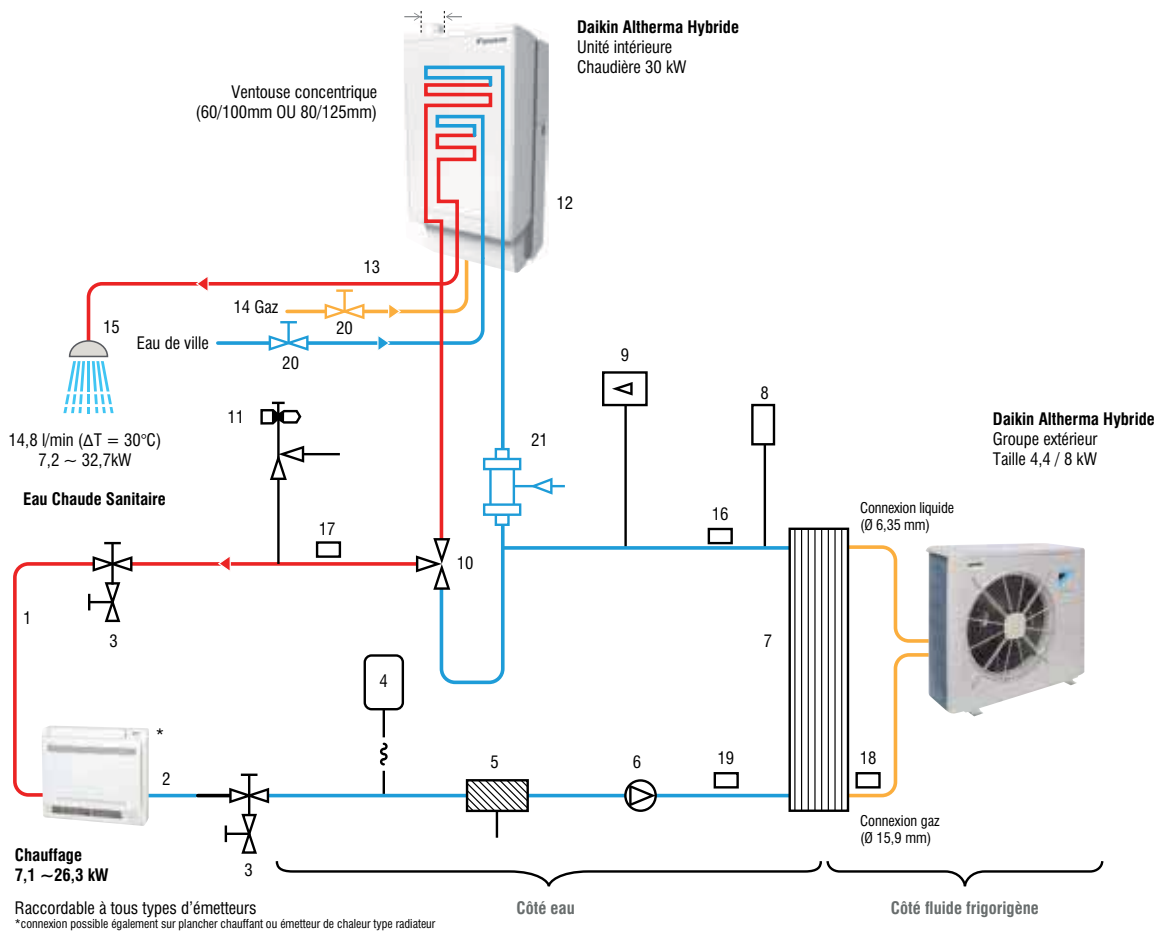 Daikin Altherma Hybride
Unité intérieure
Chaudière 30 kW
Ventouse concentrique
(60/100mm OU 80/125mm)
12
13
14 Gaz
20
15
Eau de ville
20
9
8
11
14,8 l/min (ΔT = 30°C)
7,2 ~ 32,7kW
Eau Chaude Sanitaire
21
Daikin Altherma Hybride
Groupe extérieur
Taille 4,4 / 8 kW
Connexion liquide
(Ø 6,35 mm)
17
16
10
1
3
7
4
*
2
5
6
19
18
Connexion gaz
(Ø 15,9 mm)
3
Chauffage
7,1 ~26,3 kW
Raccordable à tous types d'émetteurs
*connexion possible également sur plancher chauffant ou émetteur de chaleur type radiateur
Côté eau
Côté fluide frigorigène